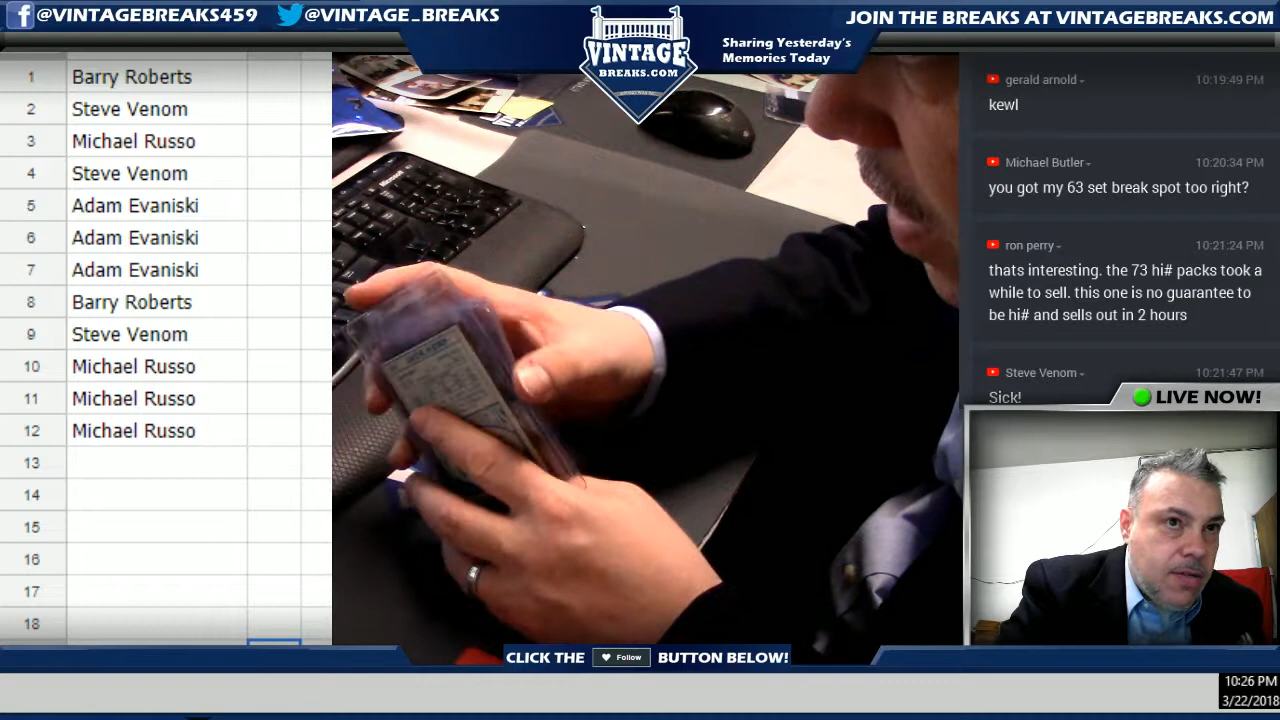 @VINTAGEBREAKS459 @VINTAGE_BREAKS
VINTAGE
BREAKS.COM
Sharing Yesterday's
Memories Today
JOIN THE BREAKS AT VINTAGEBREAKS.COM
1 Barry Roberts
2 Steve Venom
3 Michael Russo
4 Steve Venom
5 Adam Evaniski
6 Adam Evaniski
7 Adam Evaniski
8 Barry Roberts
9 Steve Venom
10 Michael Russo
11 Michael Russo
12 Michael Russo
13
14
15
16
17
18
gerald arnold 10:19:49 PM
kewl
Michael Butler 10:20:34 PM
you got my 63 set break spot too right?
ron perry 10:21:24 PM
thats interesting. the 73 hi# packs took a
while to sell. this one is no guarantee to
be hi# and sells out in 2 hours
Steve Venom 10:21:47 PM
Sick!
LIVE NOW!
CLICK THE Follow BUTTON BELOW!
10:26 PM
3/22/2018